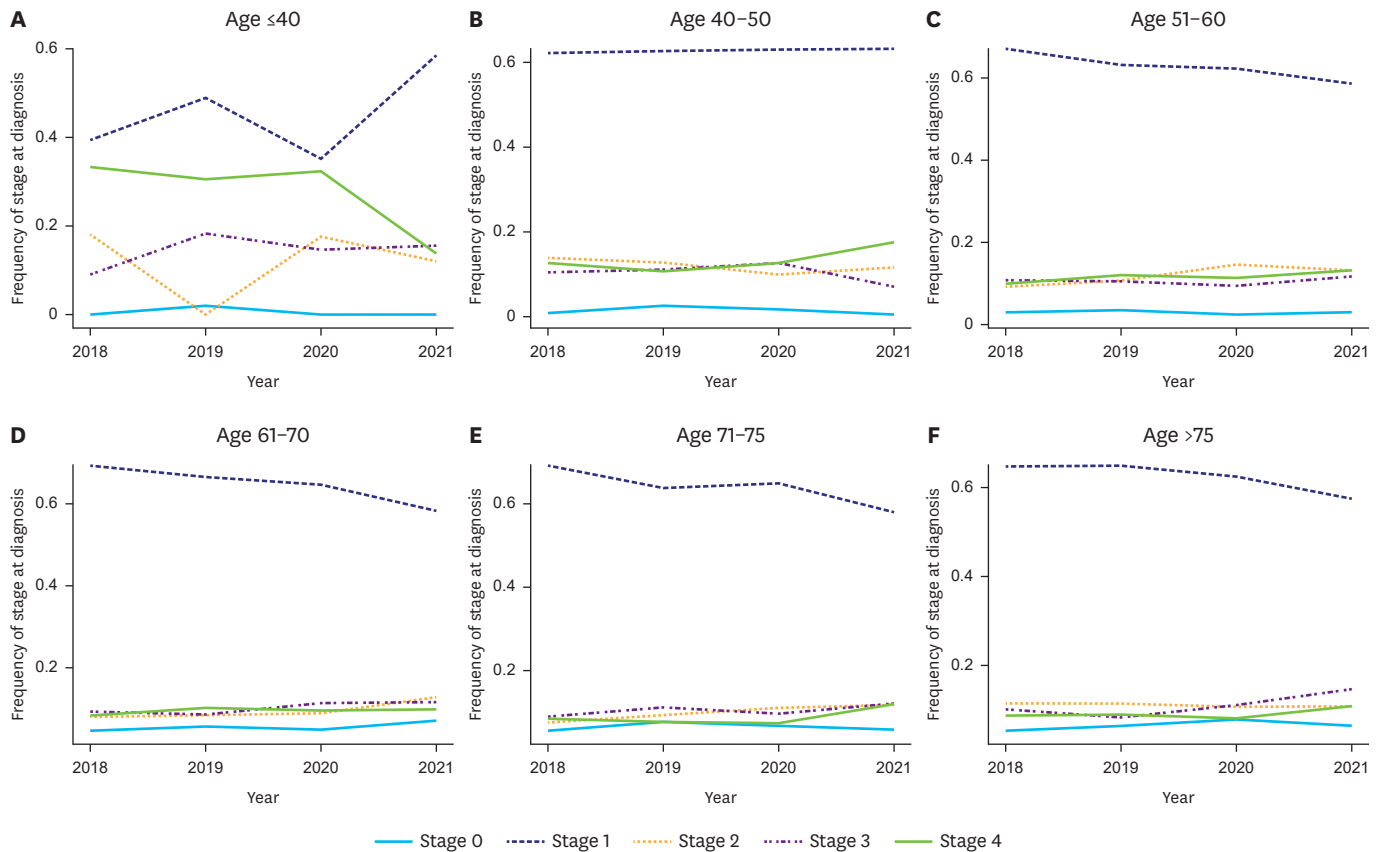 A Age ≤40
Frequency of stage at diagnosis
0.6
0.4
0.2
0
2018 2019 2020 2021
Year
B Age 40–50
Frequency of stage at diagnosis
0.6
0.4
0.2
0
2018 2019 2020 2021
Year
C Age 51–60
Frequency of stage at diagnosis
0.6
0.4
0.2
0
2018 2019 2020 2021
Year
D Age 61–70
Frequency of stage at diagnosis
0.6
0.4
0.2
2018 2019 2020 2021
Year
E Age 71–75
Frequency of stage at diagnosis
0.6
0.4
0.2
2018 2019 2020 2021
Year
F Age >75
Frequency of stage at diagnosis
0.6
0.4
0.2
2018 2019 2020 2021
Year
Stage 0 Stage 1 Stage 2 Stage 3 Stage 4